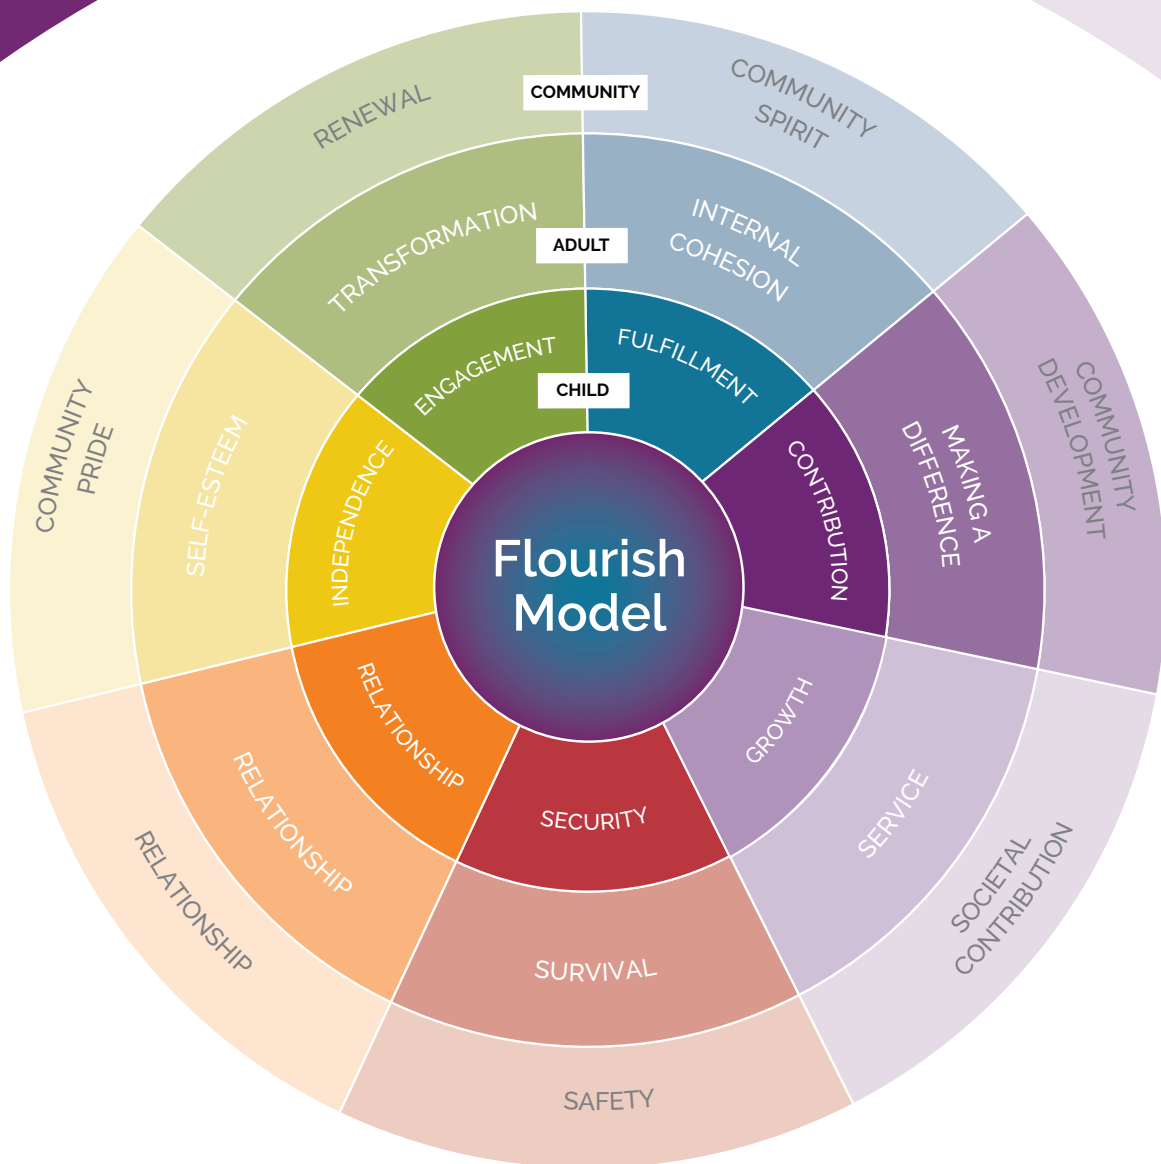 COMMUNITY
ADULT
CHILD
Flourish
Model
COMMUNITY
SPIRIT
INTERNAL
COHESION
FULFILLMENT
COMMUNITY
DEVELOPMENT
MAKING A
DIFFERENCE
CONTRIBUTION
SOCIETAL
CONTRIBUTION
SERVICE
GROWTH
SAFETY
SURVIVAL
SECURITY
RELATIONSHIP
RELATIONSHIP
RELATIONSHIP
COMMUNITY
PRIDE
SELF-ESTEEM
INDEPENDENCE
RENEWAL
TRANSFORMATION
ENGAGEMENT